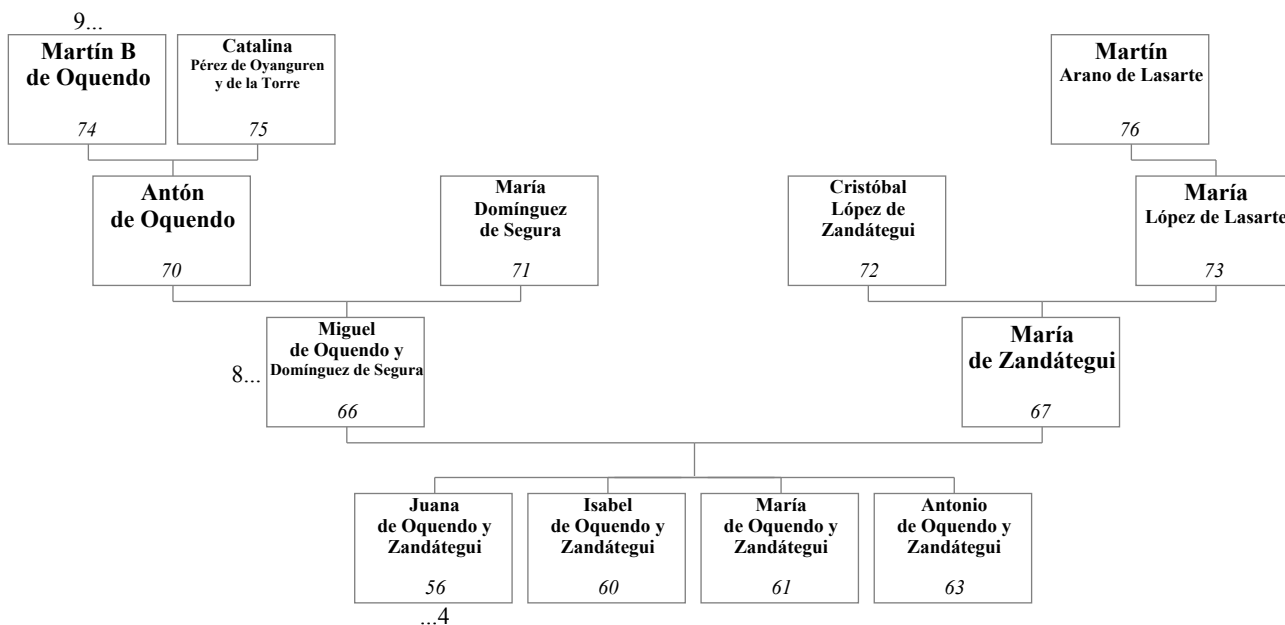 9...
Martín B
de Oquendo
74
Catalina
Pérez de Oyanguren
y de la Torre
75
Martín
Arano de Lasarte
76
Antón
de Oquendo
70
María
Domínguez
de Segura
71
Cristóbal
López de
Zandátegui
72
María
López de Lasarte
73
8...
Miguel
de Oquendo y
Domínguez de Segura
66
María
de Zandátegui
67
Juana
de Oquendo y
Zandátegui
56
...4
Isabel
de Oquendo y
Zandátegui
60
María
de Oquendo y
Zandátegui
61
Antonio
de Oquendo y
Zandátegui
63